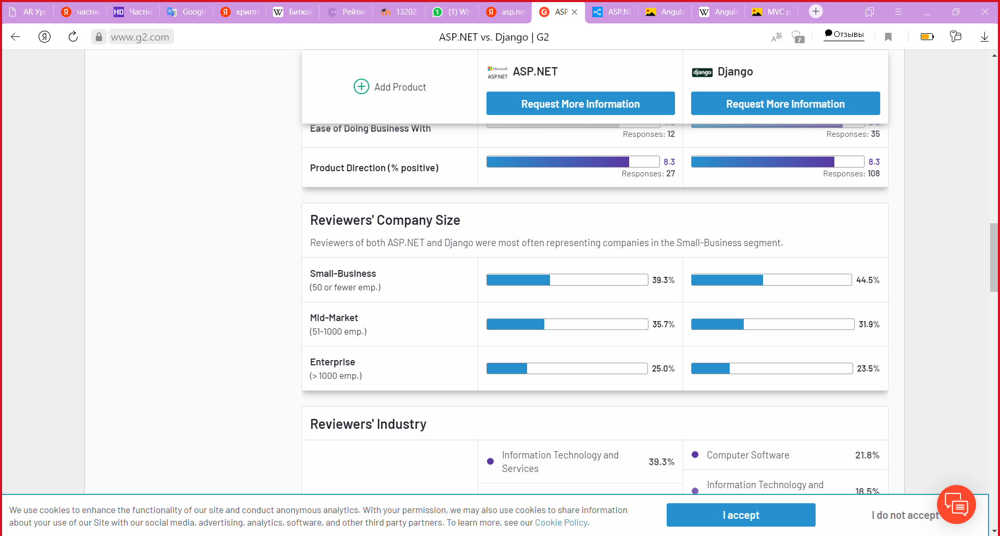 AR Ур
частнь
HD Частн
Google
крипто
W Биткой
Рейтин
13202
(1) Wh
asp.ne
ASP
ASP.NE
Angula
W Angula
MVC p
www.g2.com
ASP.NET vs. Django | G2
7
Отзывы
Add Product
Microsoft
ASP.NET
ASP.NET
Request More Information
django
Django
Request More Information
Ease of Doing Business With
Responses: 12
Responses: 35
Product Direction (% positive)
8.3
Responses: 27
8.3
Responses: 108
Reviewers' Company Size
Reviewers of both ASP.NET and Django were most often representing companies in the Small-Business segment.
Small-Business
(50 or fewer emp.)
39.3%
44.5%
Mid-Market
(51-1000 emp.)
35.7%
31.9%
Enterprise
(> 1000 emp.)
25.0%
23.5%
Reviewers' Industry
Information Technology and
Services
39.3%
Computer Software
21.8%
Information Technology and
18.5%
We use cookies to enhance the functionality of our site and conduct anonymous analytics. With your permission, we may also use cookies to share information
about your use of our Site with our social media, advertising, analytics, software, and other third party partners. To learn more, see our Cookie Policy.
I accept
I do not accept